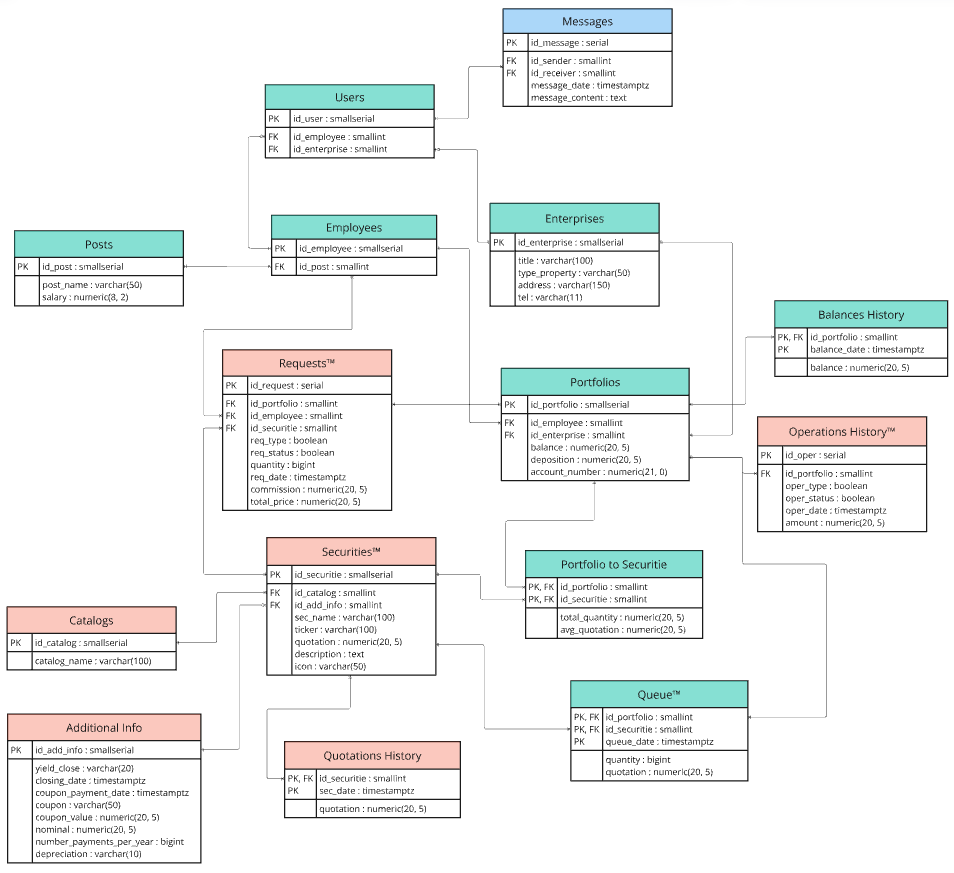 Messages
PK id_message : serial
FK id_sender : smallint
FK id_receiver : smallint
message_date : timestamptz
message_content : text
Users
PK id_user : smallserial
FK id_employee : smallint
FK id_enterprise : smallint
Employees
PK id_employee : smallserial
FK id_post : smallint
Enterprises
PK id_enterprise : smallserial
title : varchar(100)
type_property : varchar(50)
address : varchar(150)
tel : varchar(11)
Posts
PK id_post : smallserial
post_name : varchar(50)
salary : numeric(8, 2)
Balances History
PK, FK id_portfolio : smallint
PK balance_date : timestamptz
balance : numeric(20, 5)
Requests™
PK id_request : serial
FK id_portfolio : smallint
FK id_employee : smallint
FK id_securitie : smallint
req_type : boolean
req_status : boolean
quantity : bigint
req_date : timestamptz
commission : numeric(20, 5)
total_price : numeric(20, 5)
Portfolios
PK id_portfolio : smallserial
FK id_employee : smallint
FK id_enterprise : smallint
balance : numeric(20, 5)
deposition : numeric(20, 5)
account_number : numeric(21, 0)
Operations History™
PK id_oper : serial
FK id_portfolio : smallint
oper_type : boolean
oper_status : boolean
oper_date : timestamptz
amount : numeric(20, 5)
Securities™
PK id_securitie : smallserial
FK id_catalog : smallint
FK id_add_info : smallint
sec_name : varchar(100)
ticker : varchar(100)
quotation : numeric(20, 5)
description : text
icon : varchar(50)
Portfolio to Securitie
PK, FK id_portfolio : smallint
PK, FK id_securitie : smallint
total_quantity : numeric(20, 5)
avg_quotation : numeric(20, 5)
Catalogs
PK id_catalog : smallserial
catalog_name : varchar(100)
Queue™
PK, FK id_portfolio : smallint
PK, FK id_securitie : smallint
PK queue_date : timestamptz
quantity : bigint
quotation : numeric(20, 5)
Additional Info
PK id_add_info : smallserial
yield_close : varchar(20)
closing_date : timestamptz
coupon_payment_date : timestamptz
coupon : varchar(50)
coupon_value : numeric(20, 5)
nominal : numeric(20, 5)
number_payments_per_year : bigint
depreciation : varchar(10)
Quotations History
PK, FK id_securitie : smallint
PK sec_date : timestamptz
quotation : numeric(20, 5)